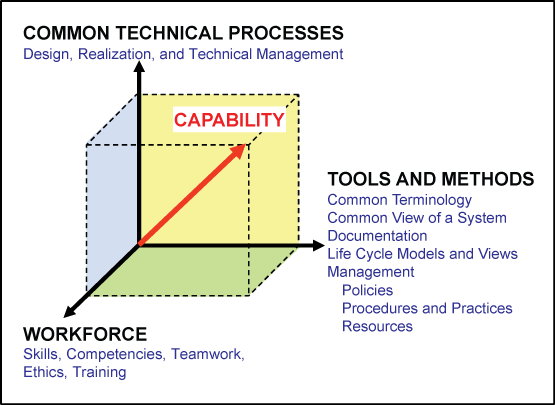 COMMON TECHNICAL PROCESSES
Design, Realization, and Technical Management
CAPABILITY
TOOLS AND METHODS
Common Terminology
Common View of a System
Documentation
Life Cycle Models and Views
Management
Policies
Procedures and Practices
Resources
WORKFORCE
Skills, Competencies, Teamwork,
Ethics, Training